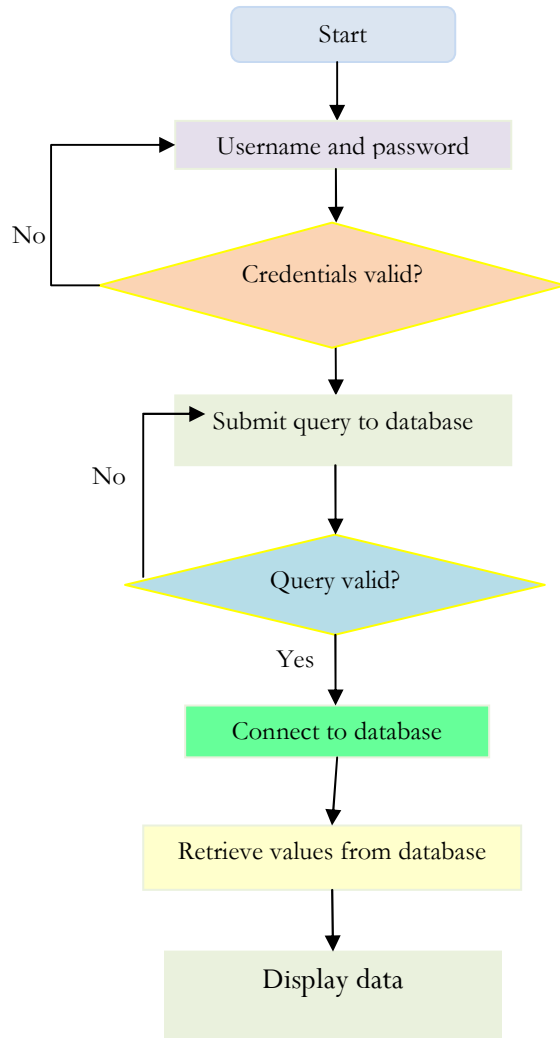 Start
Username and password
No
Credentials valid?
Submit query to database
No
Query valid?
Yes
Connect to database
Retrieve values from database
Display data